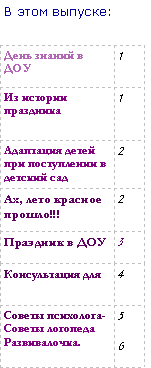 В этом выпуске:
День знаний в 1
ДОУ
Из истории 1
праздника
Адаптация детей 2
при поступлении в
детский сад
Ах, лето красное 2
прошло!!!
Праздник в ДОУ 3
Консультация для 4
Советы психолога- 5
Советы логопеда
Развивалочка. 6